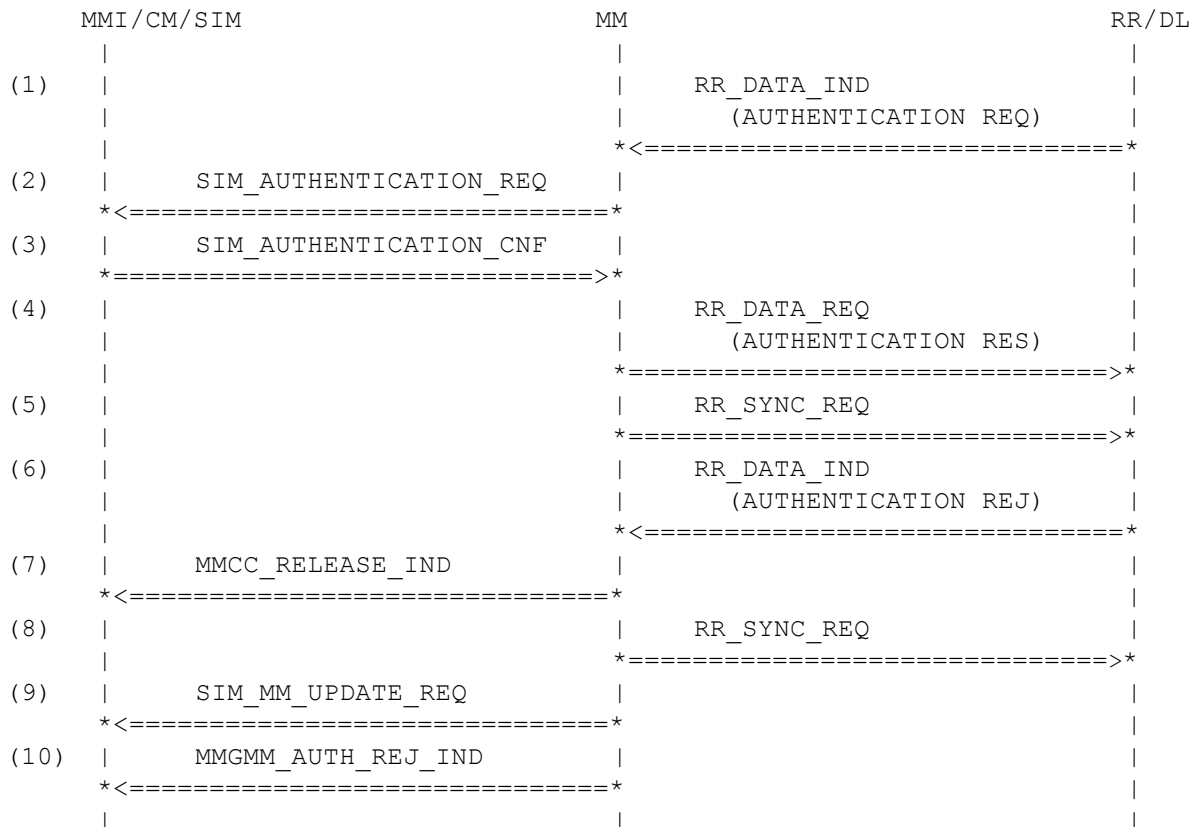 MMI/CM/SIM MM RR/DL
(1) RR_DATA_IND
(AUTHENTICATION REQ)
(2) SIM_AUTHENTICATION_REQ
(3) SIM_AUTHENTICATION_CNF
(4) RR_DATA_REQ
(AUTHENTICATION RES)
(5) RR_SYNC_REQ
(6) RR_DATA_IND
(AUTHENTICATION REJ)
(7) MMCC_RELEASE_IND
(8) RR_SYNC_REQ
(9) SIM_MM_UPDATE_REQ
(10) MMGMM_AUTH_REJ_IND